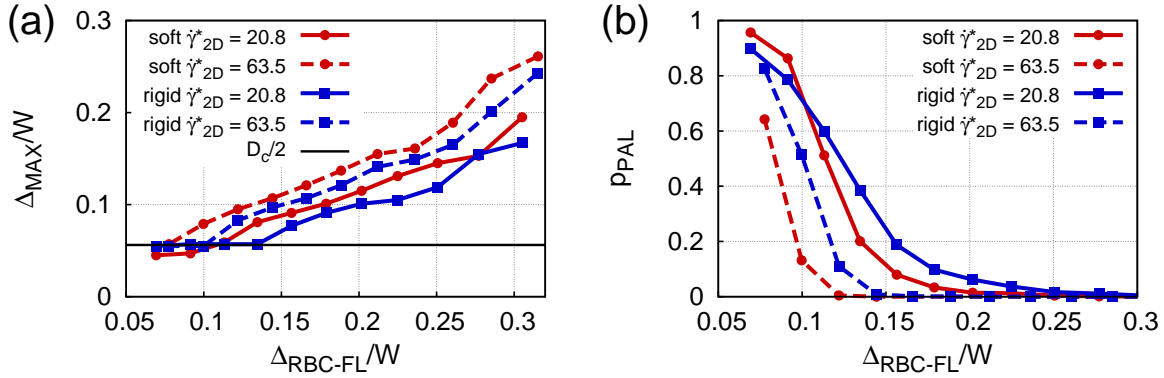 (a)
0.3
0.2
0.1
0
Δ_MAX/W
soft γ̇*_2D = 20.8
soft γ̇*_2D = 63.5
rigid γ̇*_2D = 20.8
rigid γ̇*_2D = 63.5
D_c/2
0.05 0.1 0.15 0.2 0.25 0.3
Δ_RBC-FL/W
(b)
1
0.8
0.6
0.4
0.2
0
p_PAL
soft γ̇*_2D = 20.8
soft γ̇*_2D = 63.5
rigid γ̇*_2D = 20.8
rigid γ̇*_2D = 63.5
0.05 0.1 0.15 0.2 0.25 0.3
Δ_RBC-FL/W